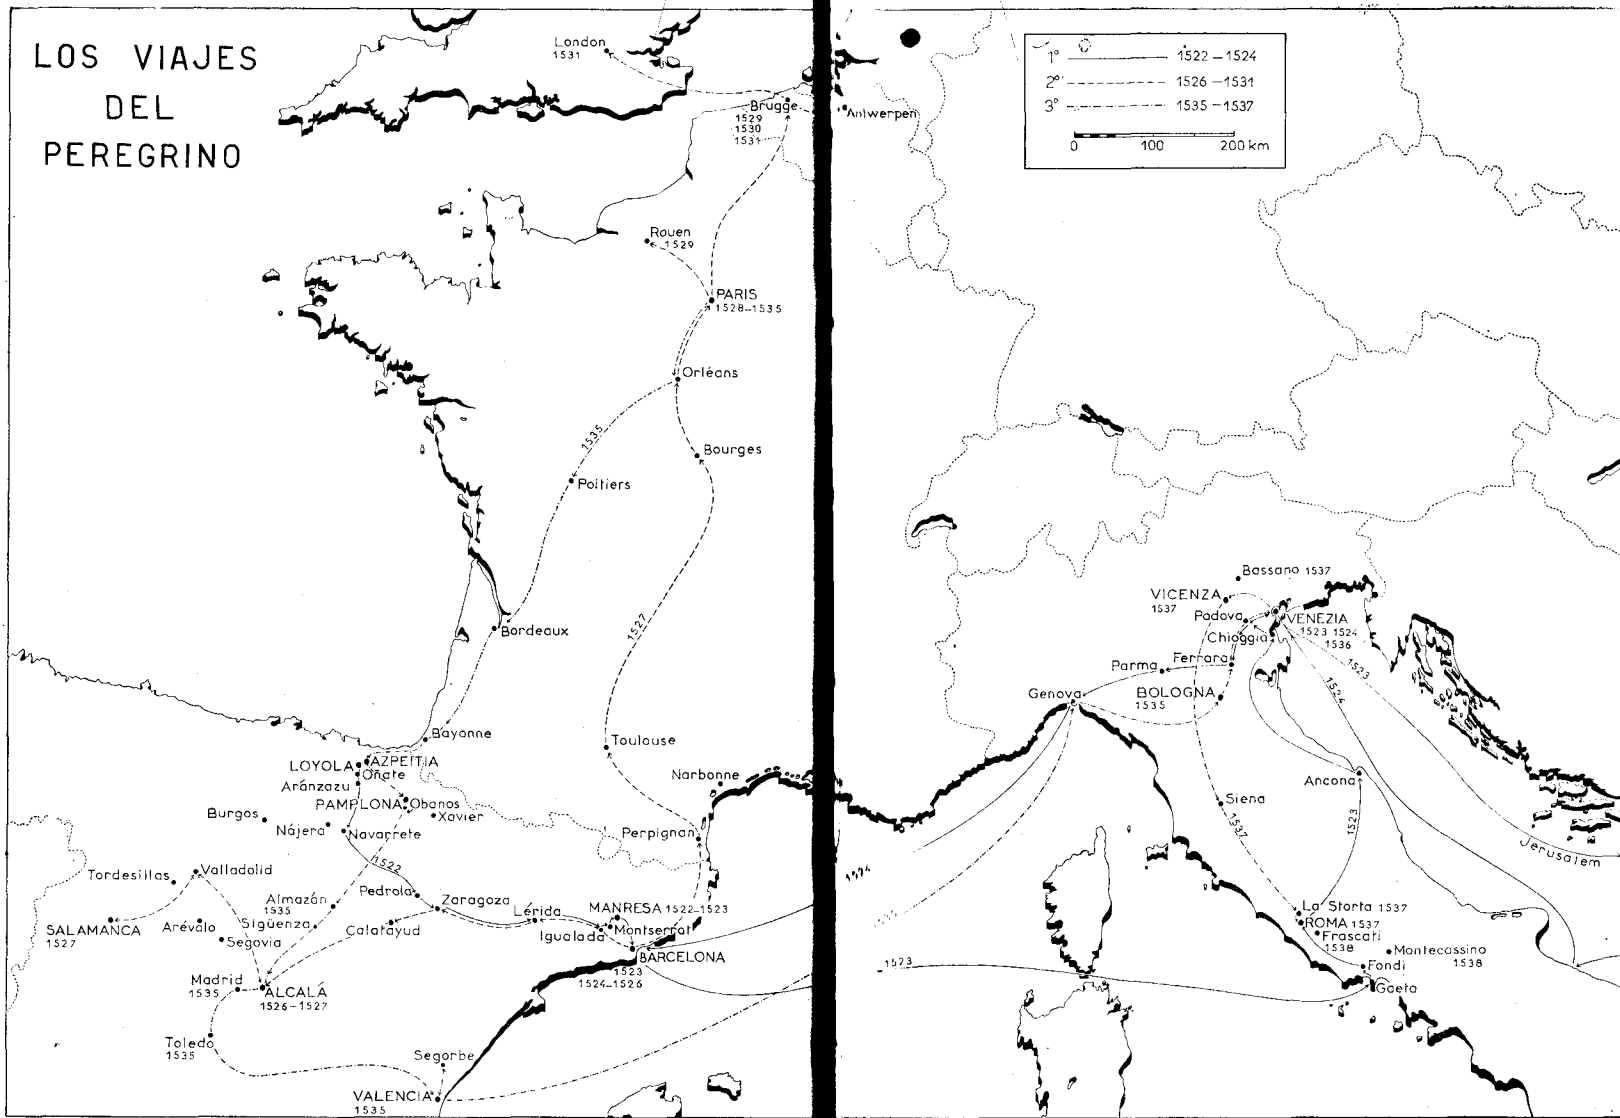 LOS VIAJES
DEL
PEREGRINO
1º 1522–1524
2º 1526–1531
3º 1535–1537
0 100 200 km
London
1531
Brugge
1529
1530
1531
Antwerpen
Rouen
1529
PARIS
1528–1535
Orléans
1535
Bourges
Poitiers
1527
Bordeaux
Bayonne
Toulouse
Narbonne
Perpignan
LOYOLA
AZPEITIA
Oñate
Aránzazu
PAMPLONA
Obanos
Xavier
Burgos
Nájera
Navarrete
1522
Tordesillas
Valladolid
Pedrola
Zaragoza
Almazán
1535
Lérida
MANRESA 1522–1523
SALAMANCA
1527
Arévalo
Sigüenza
Calatayud
Igualada
Montserrat
Segovia
BARCELONA
1523
1524–1526
Madrid
1535
ALCALÁ
1526–1527
Toledo
1535
Segorbe
VALENCIA
1535
Bassano 1537
VICENZA
1537
Padova
VENEZIA
1523 1524
1536
Chioggia
Ferrara
Parma
1523
1524
Genova
BOLOGNA
1535
Ancona
Siena
1537
1523
Jerusalem
1524
1535
La Storta 1537
ROMA 1537
Frascati
1538
Montecassino
1538
1523
Fondi
Gaeta